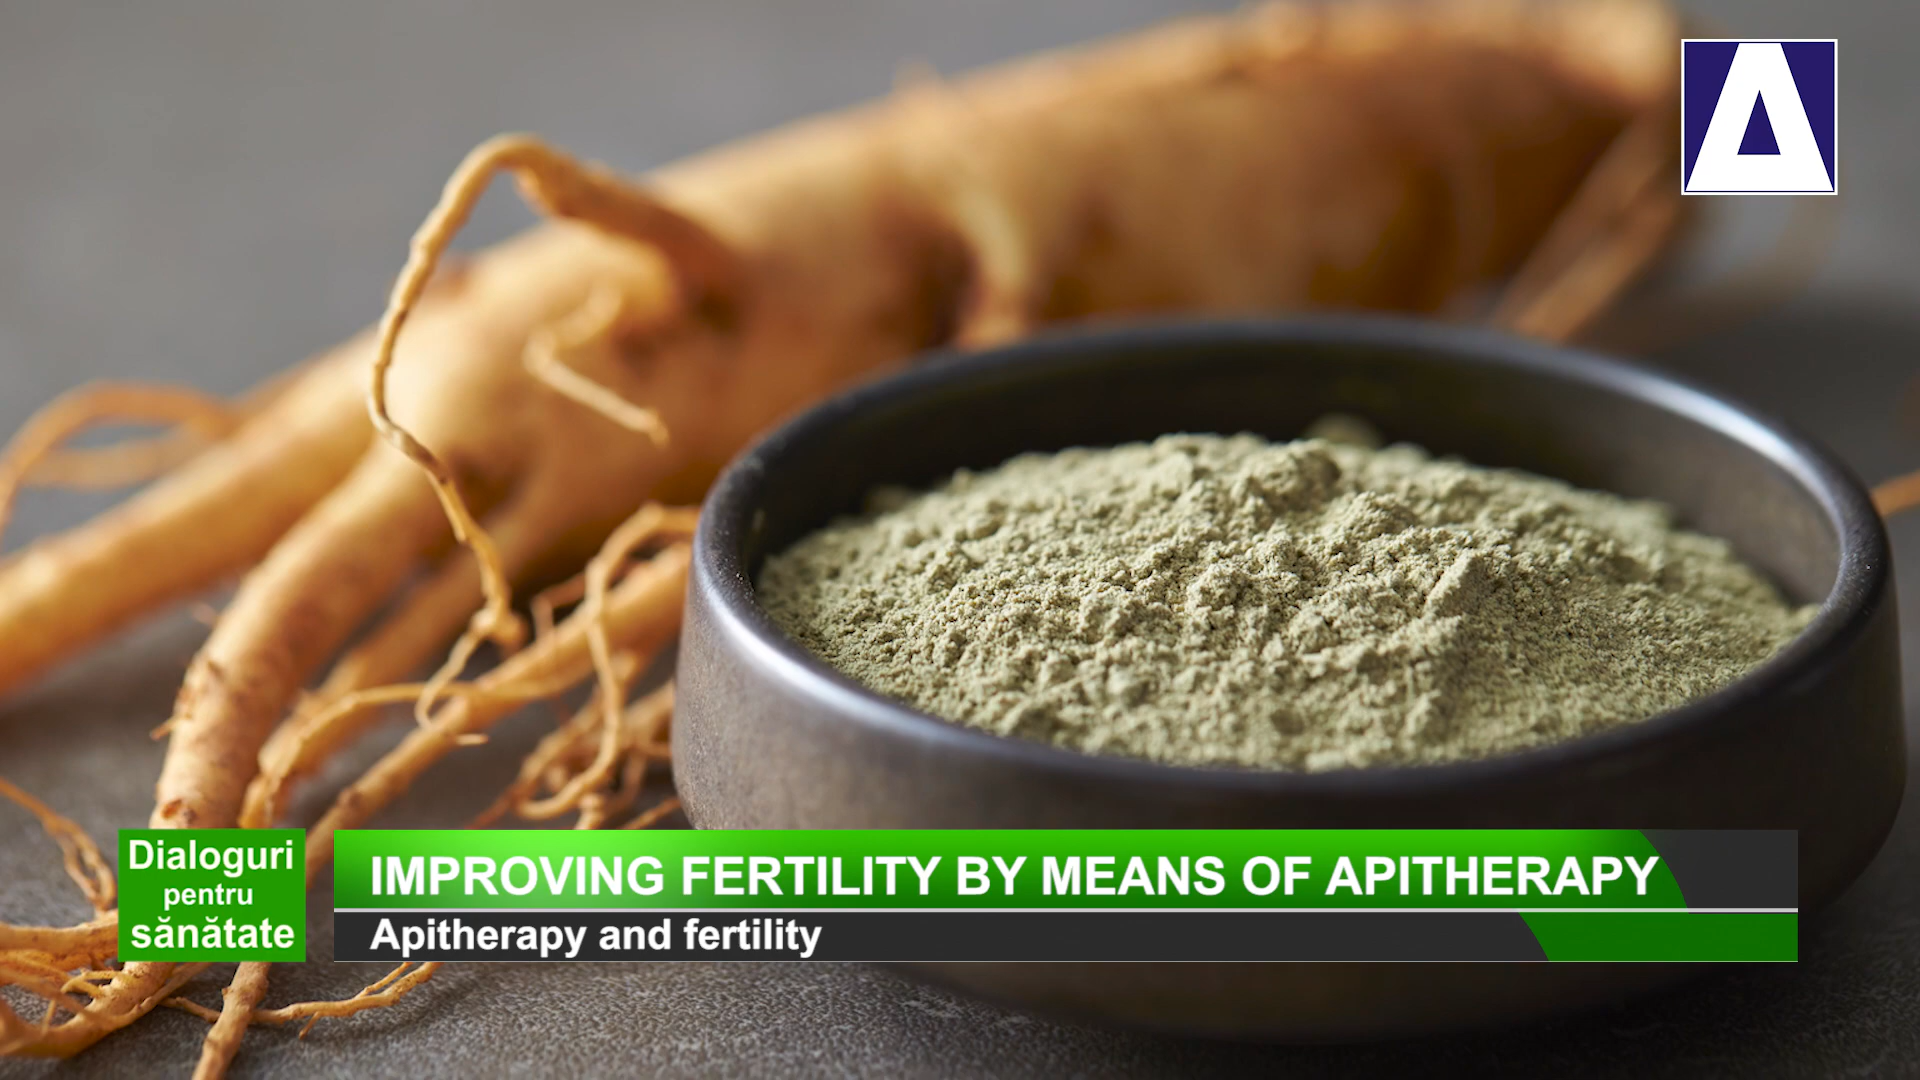 Dialoguri
pentru
sănătate
IMPROVING FERTILITY BY MEANS OF APITHERAPY
Apitherapy and fertility